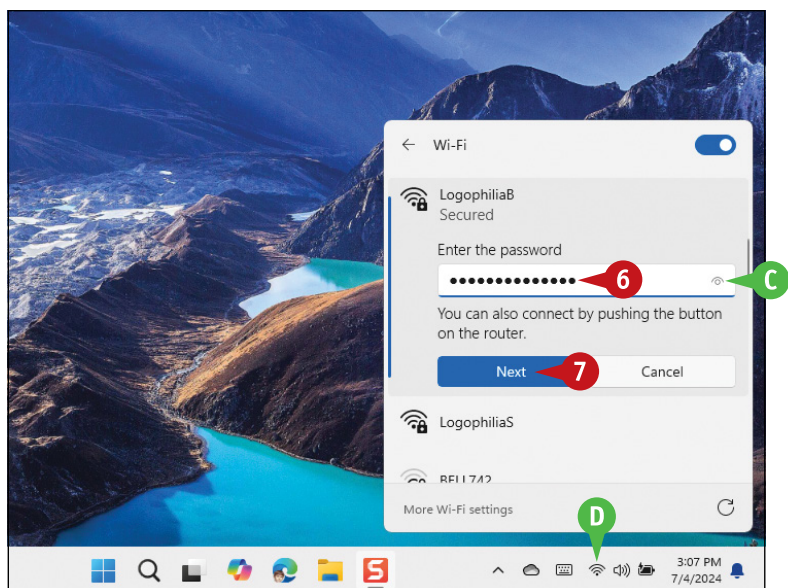 Wi-Fi
LogophiliaB
Secured
Enter the password
6
C
You can also connect by pushing the button
on the router.
Next
7
Cancel
LogophiliaS
BELL742
More Wi-Fi settings
D
S
3:07 PM
7/4/2024